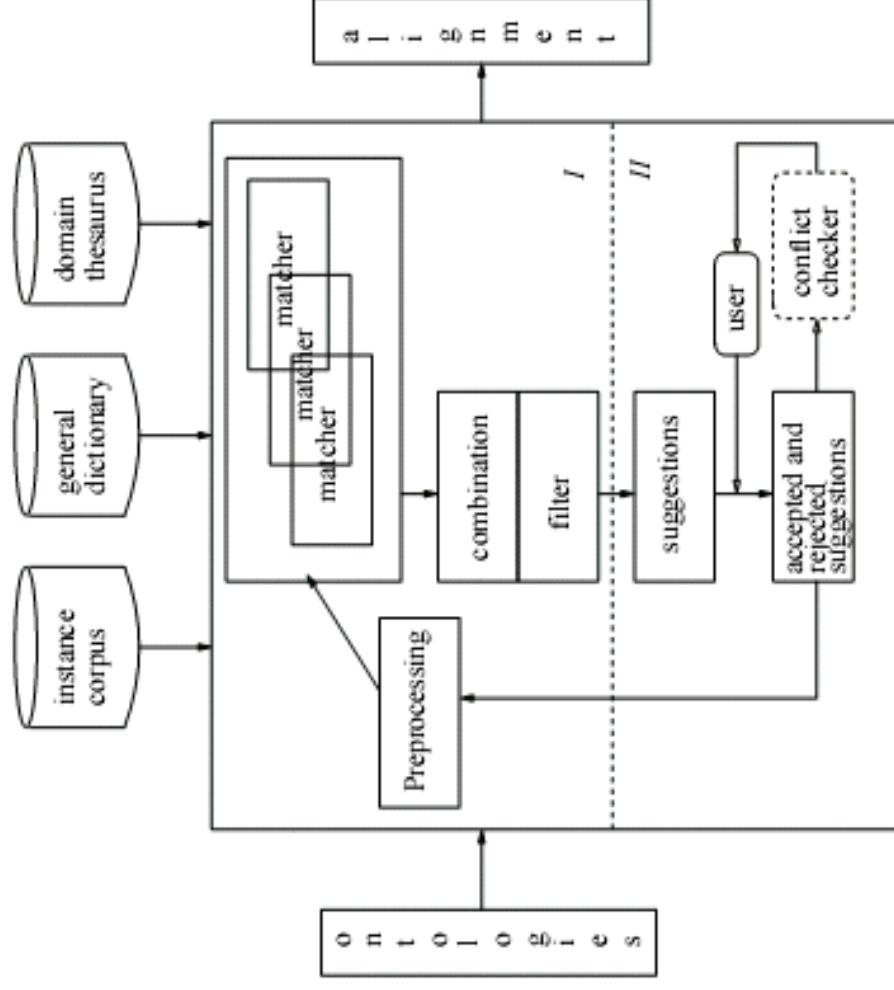 instance
corpus
general
dictionary
domain
thesaurus
ontologies
Preprocessing
matcher
matcher
matcher
combination
filter
I
II
suggestions
user
accepted and
rejected
suggestions
conflict
checker
alignment